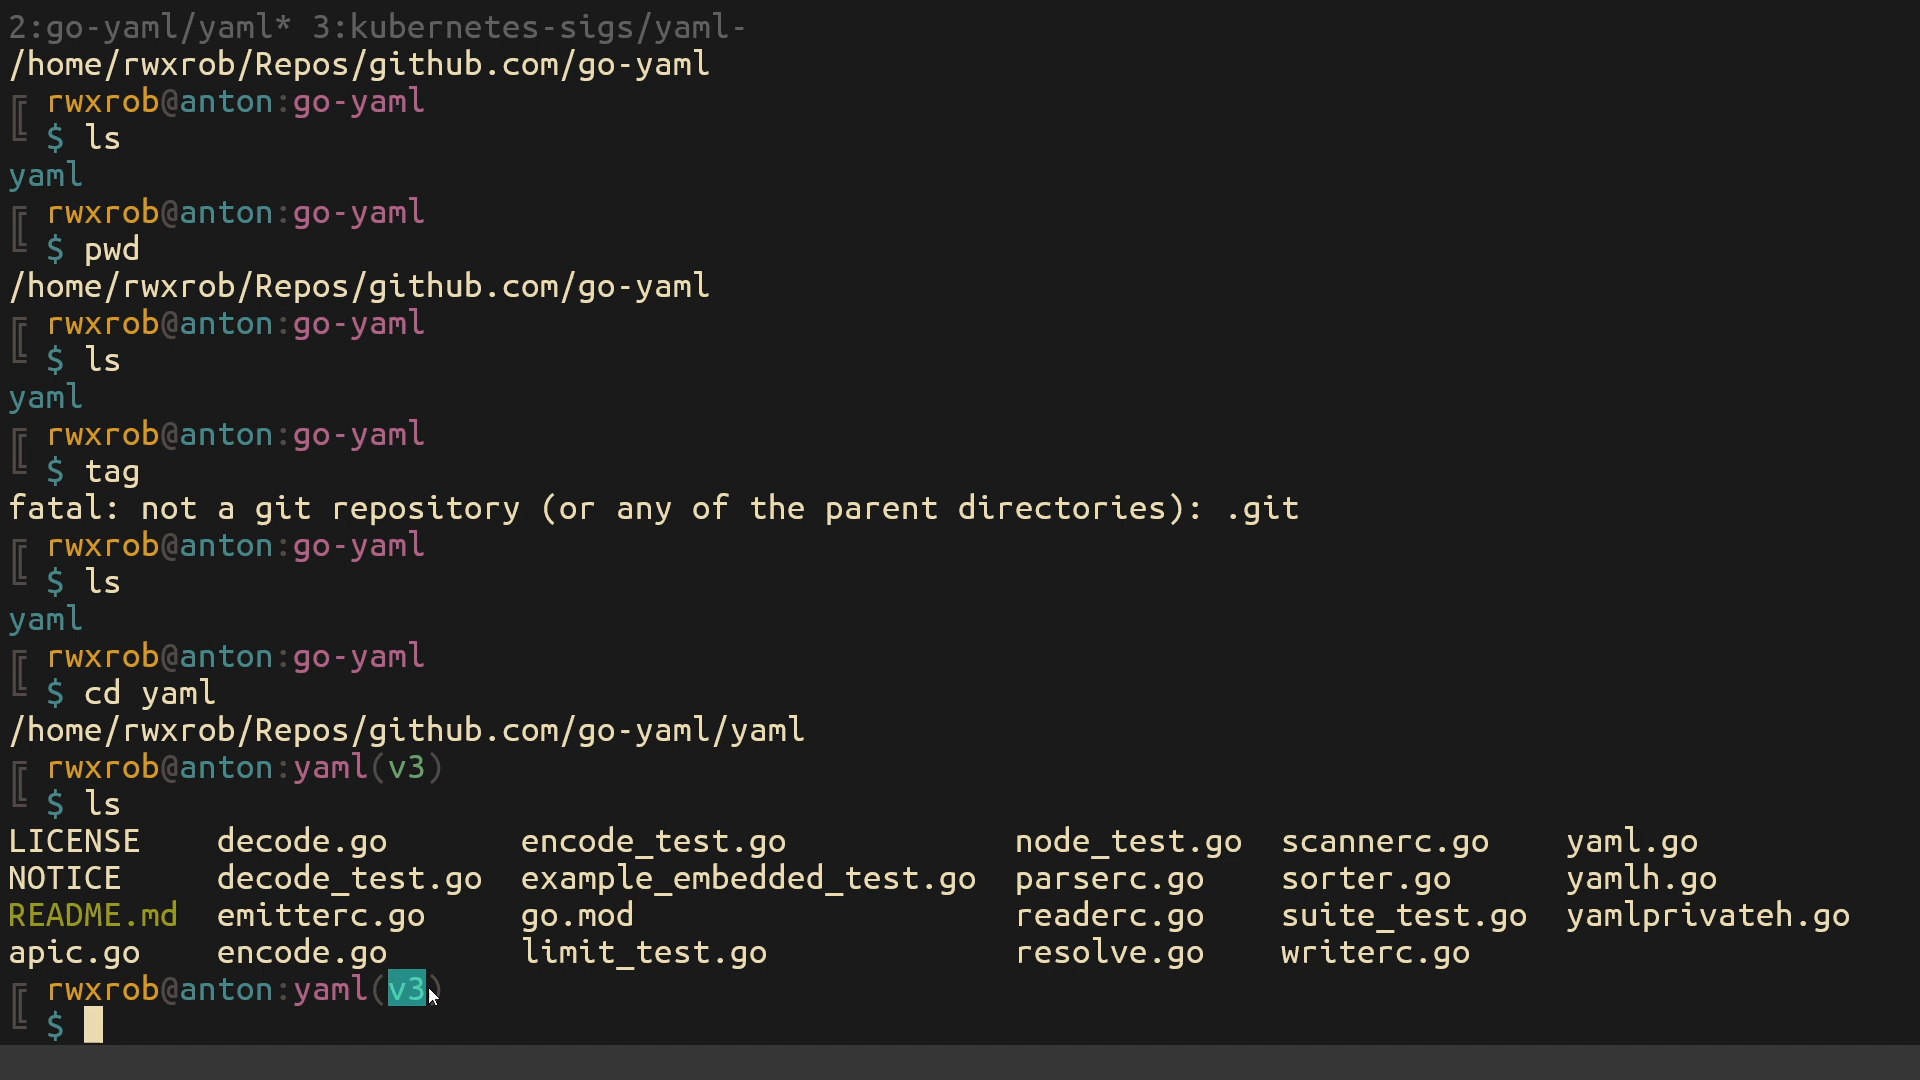 2:go-yaml/yaml* 3:kubernetes-sigs/yaml-
/home/rwxrob/Repos/github.com/go-yaml
╔ rwxrob@anton:go-yaml
╚ $ ls
yaml
╔ rwxrob@anton:go-yaml
╚ $ pwd
/home/rwxrob/Repos/github.com/go-yaml
╔ rwxrob@anton:go-yaml
╚ $ ls
yaml
╔ rwxrob@anton:go-yaml
╚ $ tag
fatal: not a git repository (or any of the parent directories): .git
╔ rwxrob@anton:go-yaml
╚ $ ls
yaml
╔ rwxrob@anton:go-yaml
╚ $ cd yaml
/home/rwxrob/Repos/github.com/go-yaml/yaml
╔ rwxrob@anton:yaml(v3)
╚ $ ls
LICENSE    decode.go       encode_test.go            node_test.go  scannerc.go    yaml.go
NOTICE     decode_test.go  example_embedded_test.go  parserc.go    sorter.go      yamlh.go
README.md  emitterc.go     go.mod                    readerc.go    suite_test.go  yamlprivateh.go
apic.go    encode.go       limit_test.go             resolve.go    writerc.go
╔ rwxrob@anton:yaml(v3)
╚ $